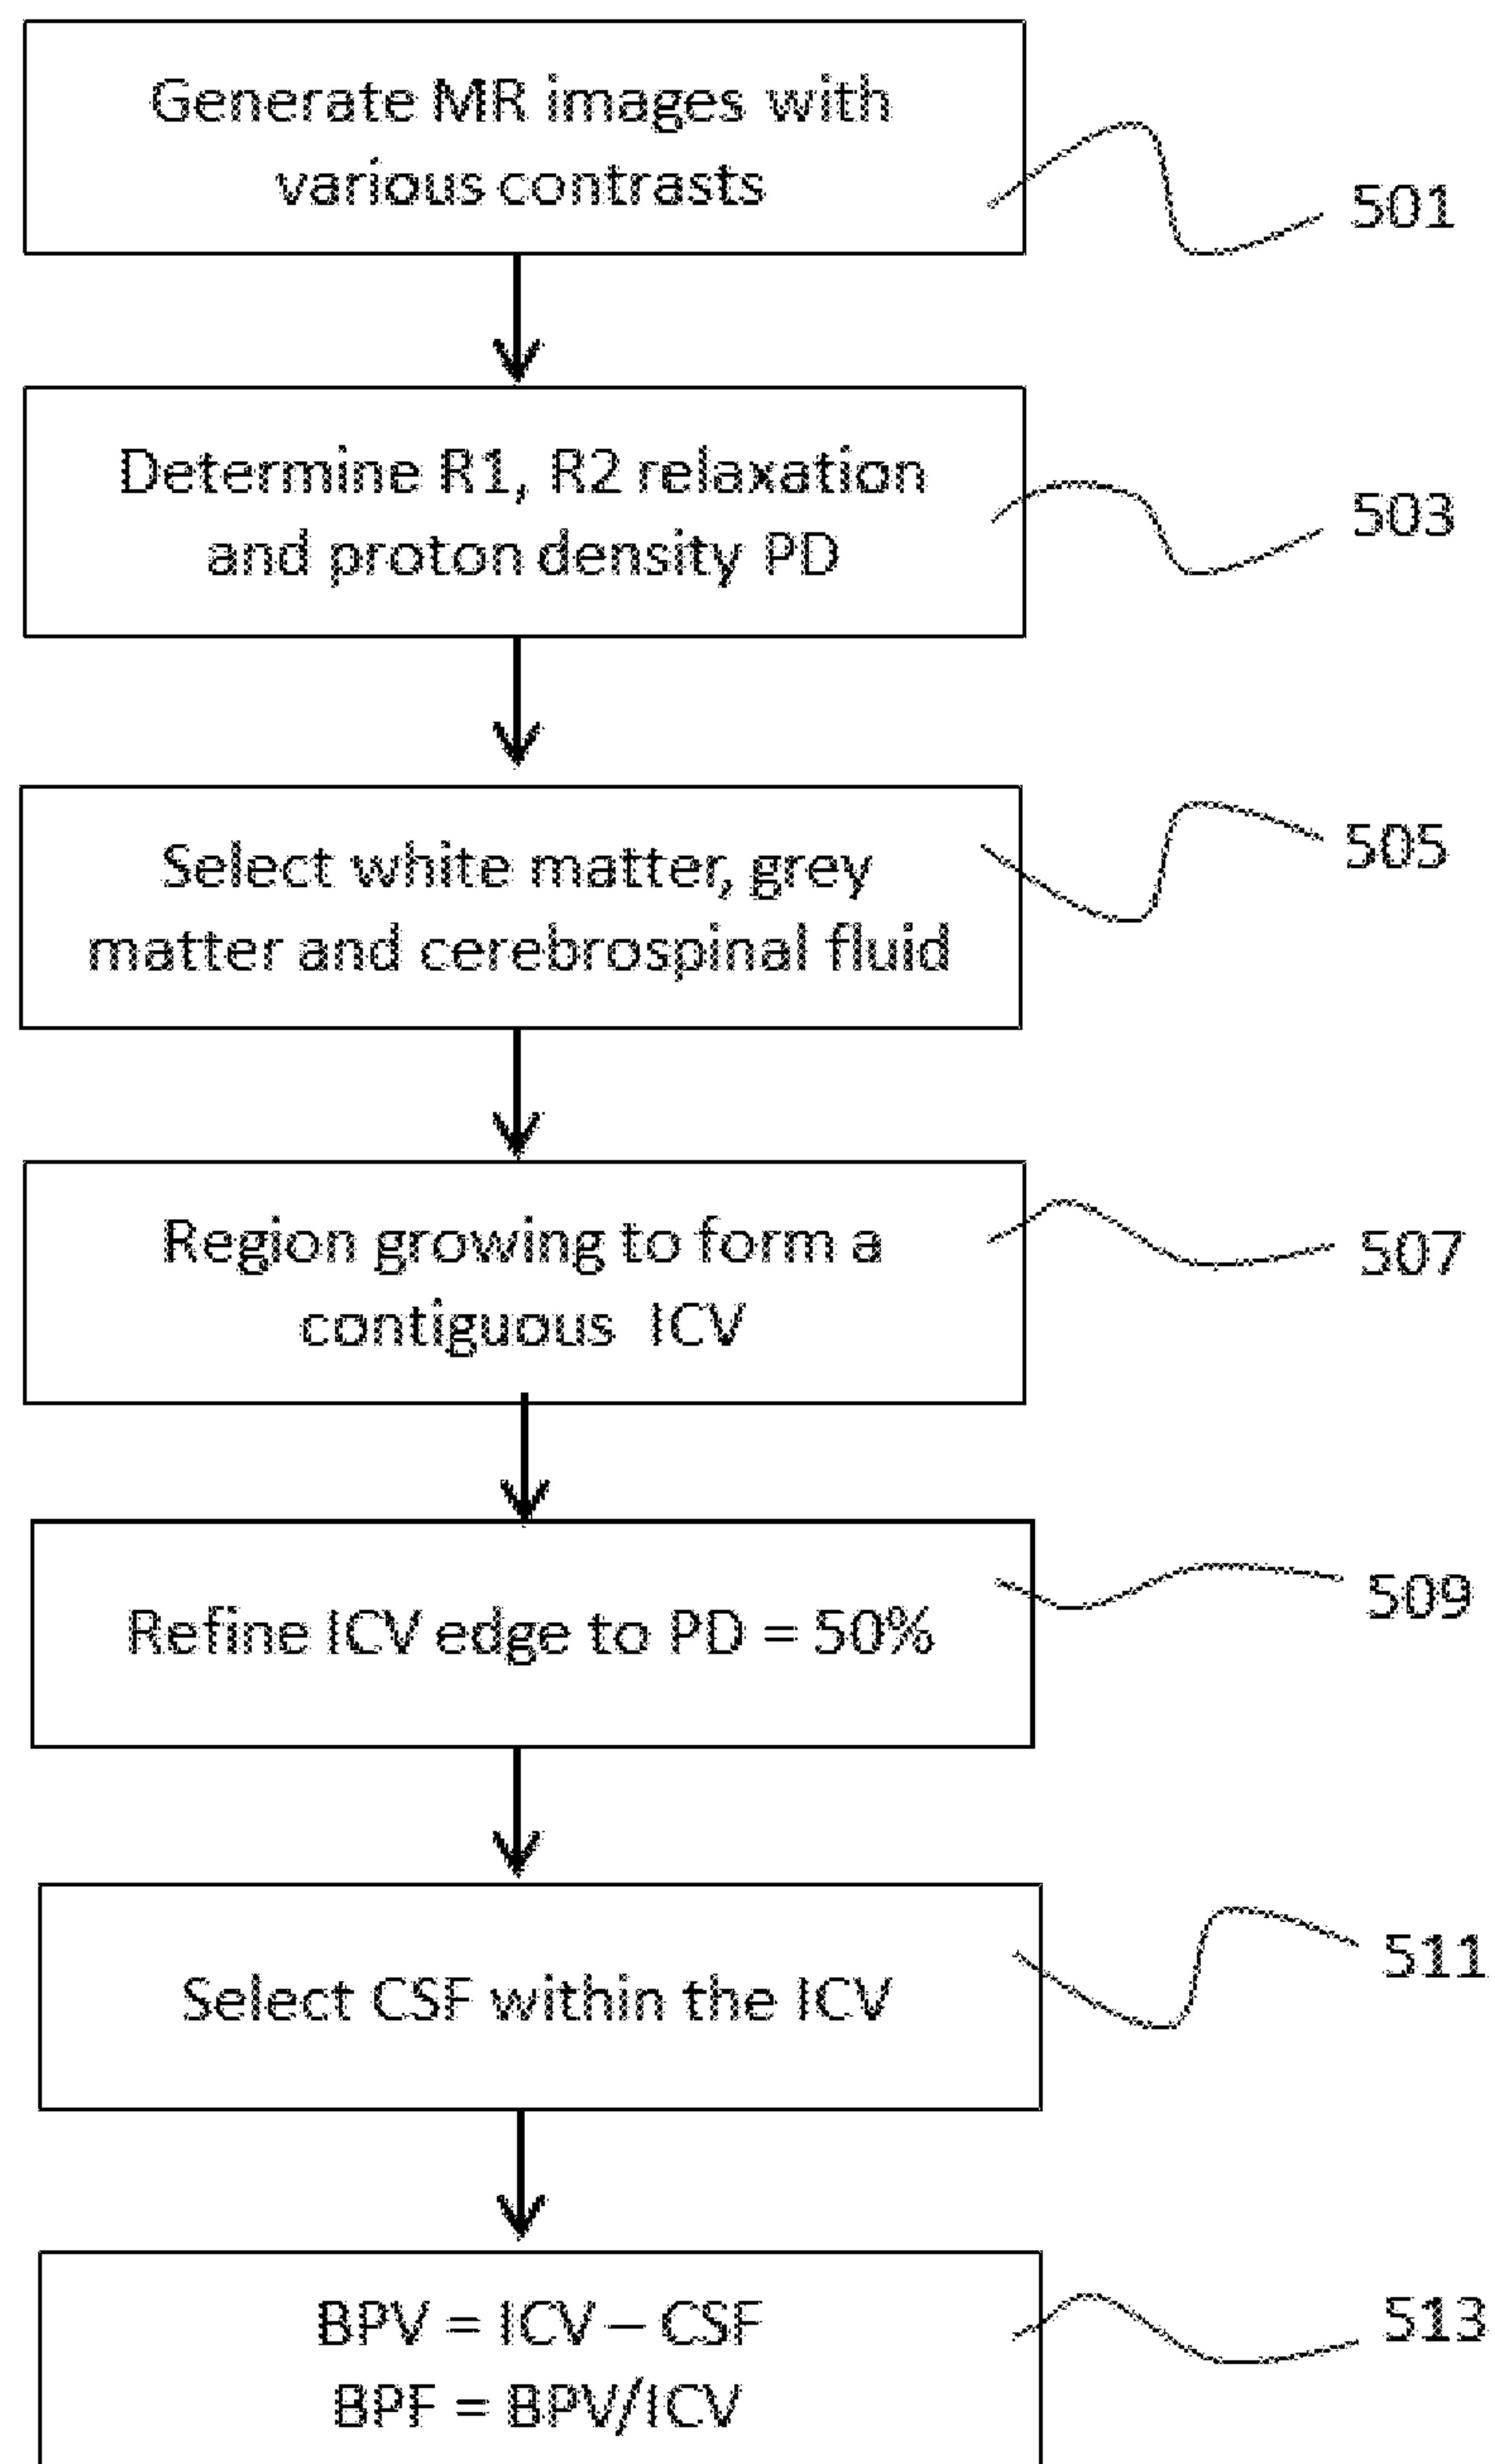 Generate MR images with
various contrasts
501
Determine R1, R2 relaxation
and proton density PD
503
Select white matter, grey
matter and cerebrospinal fluid
505
Region growing to form a
contiguous ICV
507
Refine ICV edge to PD = 50%
509
Select CSF within the ICV
511
BPV = ICV – CSF
BPF = BPV/ICV
513